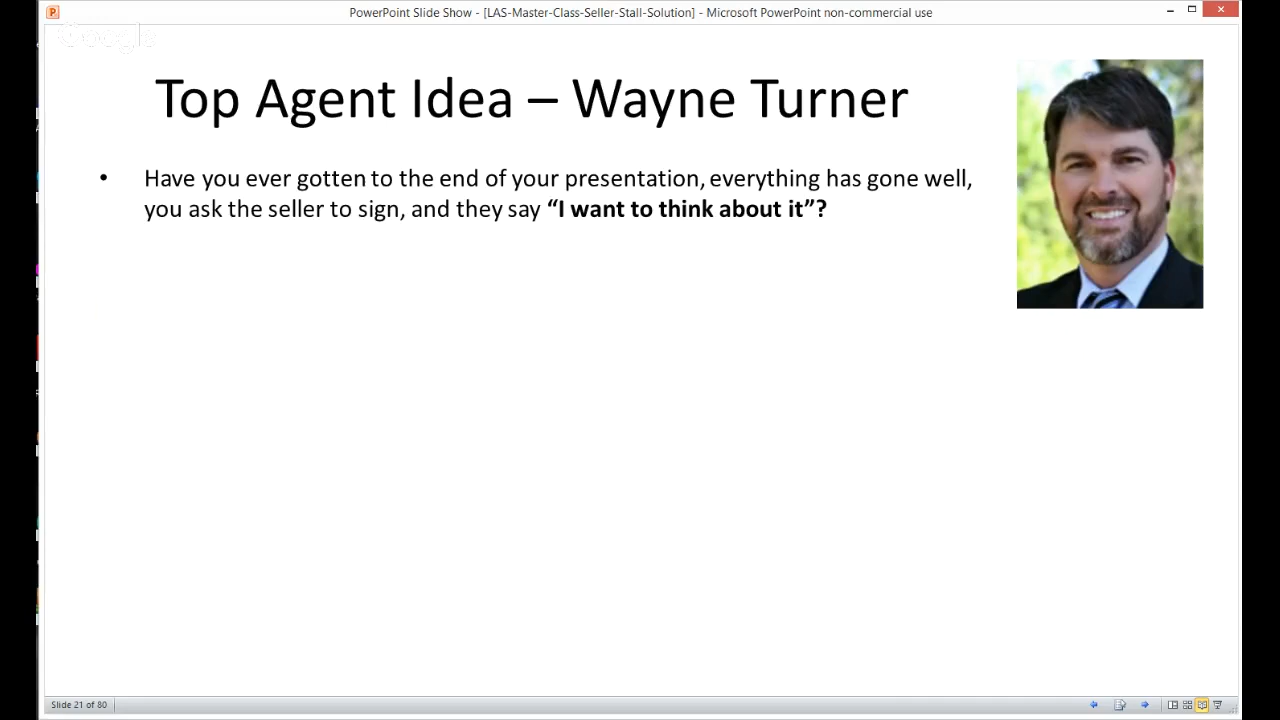 PowerPoint Slide Show - [LAS-Master-Class-Seller-Stall-Solution] - Microsoft PowerPoint non-commercial use
Google
Top Agent Idea – Wayne Turner
• Have you ever gotten to the end of your presentation, everything has gone well,
you ask the seller to sign, and they say “I want to think about it”?
Slide 21 of 80